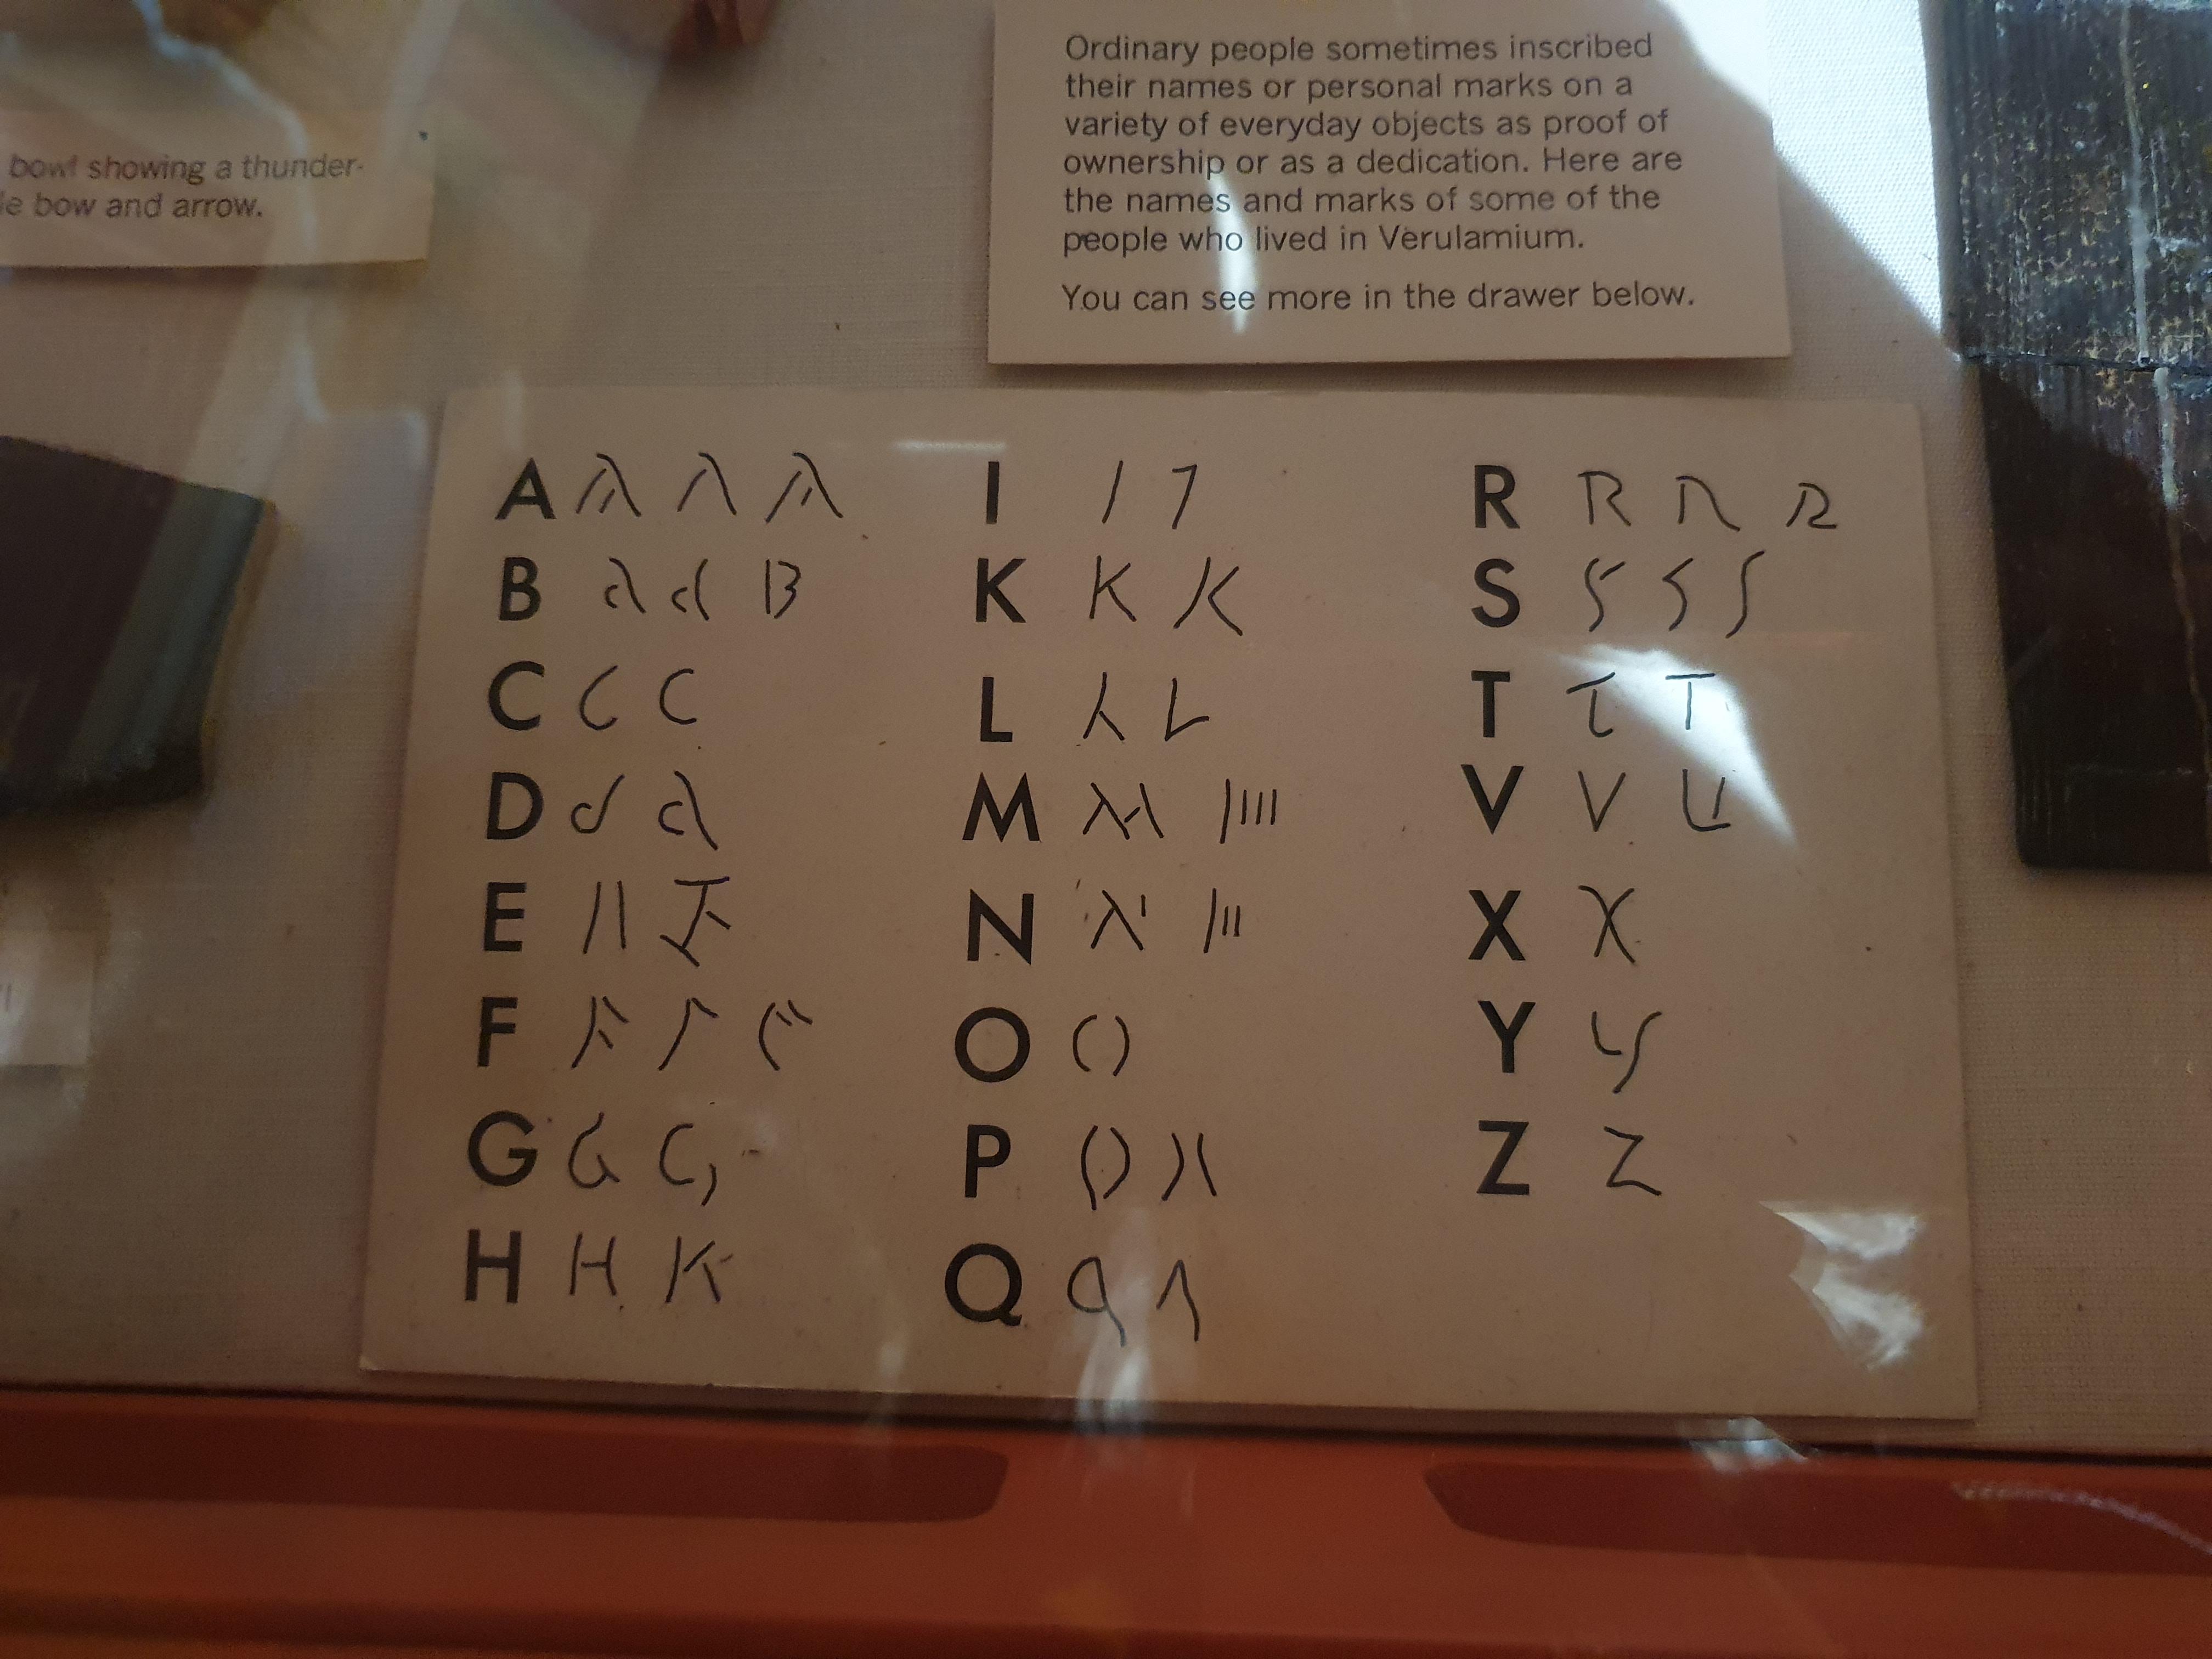 bowl showing a thunder-
bow and arrow.
Ordinary people sometimes inscribed
their names or personal marks on a
variety of everyday objects as proof of
ownership or as a dedication. Here are
the names and marks of some of the
people who lived in Verulamium.
You can see more in the drawer below.
A
B
C
D
E
F
G
H
I
K
L
M
N
O
P
Q
R
S
T
V
X
Y
Z